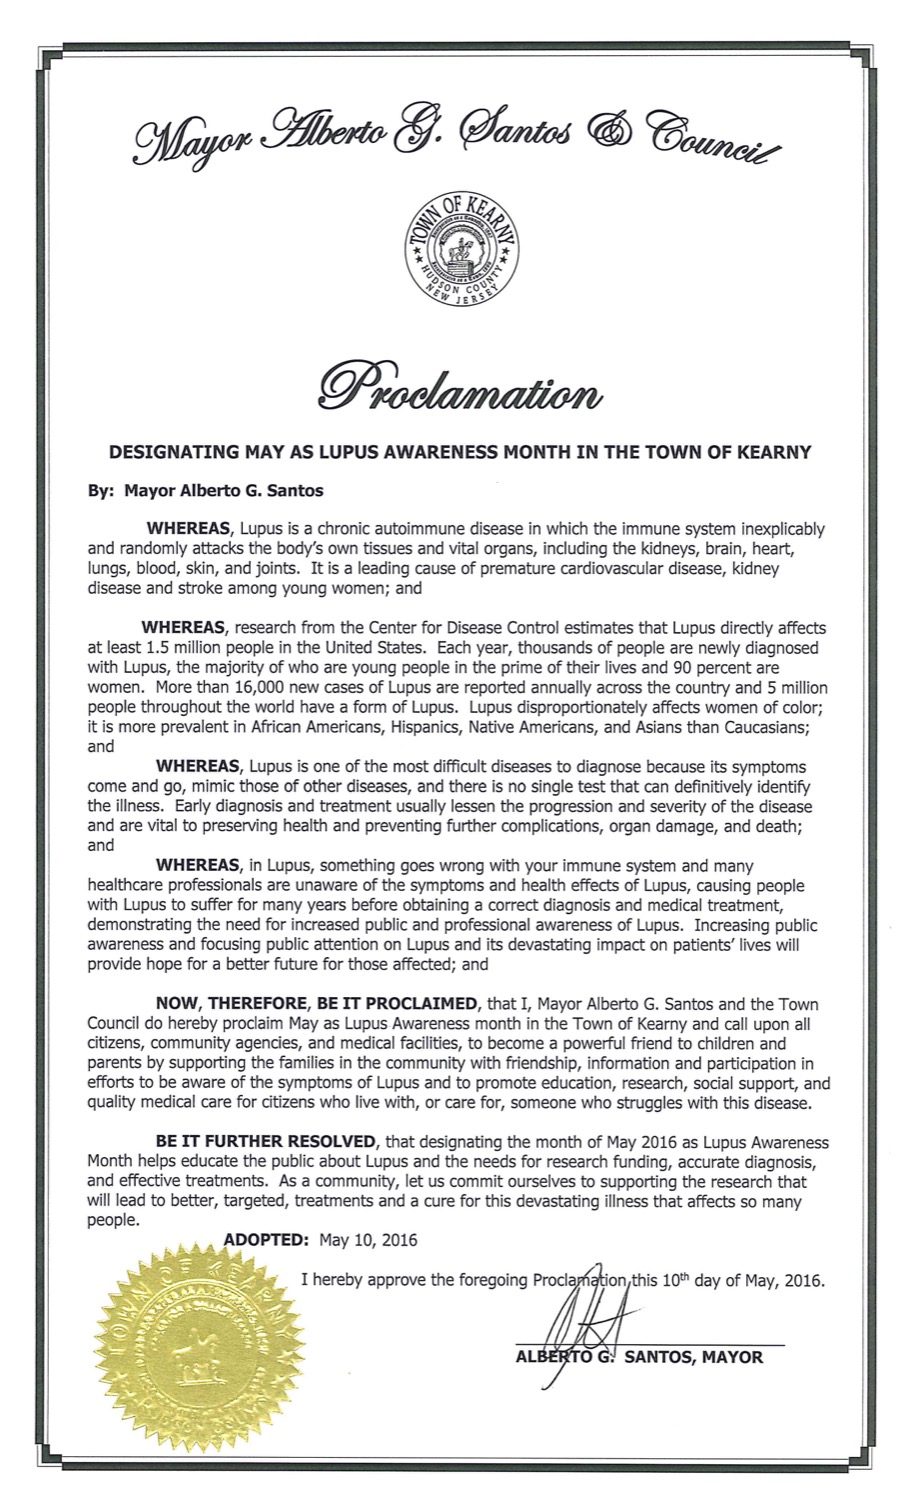 Mayor Alberto G. Santos & Council
TOWN OF KEARNY
HUDSON COUNTY
NEW JERSEY
Proclamation
DESIGNATING MAY AS LUPUS AWARENESS MONTH IN THE TOWN OF KEARNY
By: Mayor Alberto G. Santos
WHEREAS, Lupus is a chronic autoimmune disease in which the immune system inexplicably
and randomly attacks the body's own tissues and vital organs, including the kidneys, brain, heart,
lungs, blood, skin, and joints. It is a leading cause of premature cardiovascular disease, kidney
disease and stroke among young women; and
WHEREAS, research from the Center for Disease Control estimates that Lupus directly affects
at least 1.5 million people in the United States. Each year, thousands of people are newly diagnosed
with Lupus, the majority of who are young people in the prime of their lives and 90 percent are
women. More than 16,000 new cases of Lupus are reported annually across the country and 5 million
people throughout the world have a form of Lupus. Lupus disproportionately affects women of color;
it is more prevalent in African Americans, Hispanics, Native Americans, and Asians than Caucasians;
and
WHEREAS, Lupus is one of the most difficult diseases to diagnose because its symptoms
come and go, mimic those of other diseases, and there is no single test that can definitively identify
the illness. Early diagnosis and treatment usually lessen the progression and severity of the disease
and are vital to preserving health and preventing further complications, organ damage, and death;
and
WHEREAS, in Lupus, something goes wrong with your immune system and many
healthcare professionals are unaware of the symptoms and health effects of Lupus, causing people
with Lupus to suffer for many years before obtaining a correct diagnosis and medical treatment,
demonstrating the need for increased public and professional awareness of Lupus. Increasing public
awareness and focusing public attention on Lupus and its devastating impact on patients' lives will
provide hope for a better future for those affected; and
NOW, THEREFORE, BE IT PROCLAIMED, that I, Mayor Alberto G. Santos and the Town
Council do hereby proclaim May as Lupus Awareness month in the Town of Kearny and call upon all
citizens, community agencies, and medical facilities, to become a powerful friend to children and
parents by supporting the families in the community with friendship, information and participation in
efforts to be aware of the symptoms of Lupus and to promote education, research, social support, and
quality medical care for citizens who live with, or care for, someone who struggles with this disease.
BE IT FURTHER RESOLVED, that designating the month of May 2016 as Lupus Awareness
Month helps educate the public about Lupus and the needs for research funding, accurate diagnosis,
and effective treatments. As a community, let us commit ourselves to supporting the research that
will lead to better, targeted, treatments and a cure for this devastating illness that affects so many
people.
ADOPTED: May 10, 2016
I hereby approve the foregoing Proclamation this 10th day of May, 2016.
ALBERTO G. SANTOS, MAYOR
TOWN OF KEARNY